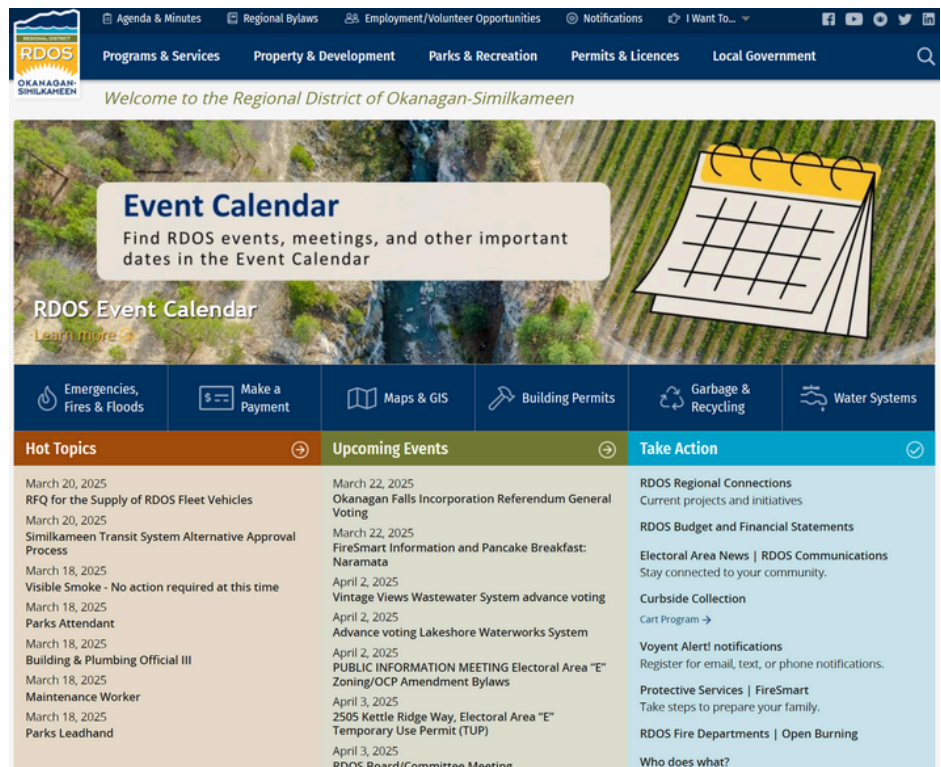 Agenda & Minutes
Regional Bylaws
Employment/Volunteer Opportunities
Notifications
I Want To...
REGIONAL DISTRICT
RDOS
OKANAGAN-
SIMILKAMEEN
Programs & Services
Property & Development
Parks & Recreation
Permits & Licences
Local Government
Welcome to the Regional District of Okanagan-Similkameen
Event Calendar
Find RDOS events, meetings, and other important
dates in the Event Calendar
RDOS Event Calendar
Learn more
Emergencies,
Fires & Floods
Make a
Payment
Maps & GIS
Building Permits
Garbage &
Recycling
Water Systems
Hot Topics
March 20, 2025
RFQ for the Supply of RDOS Fleet Vehicles
March 20, 2025
Similkameen Transit System Alternative Approval
Process
March 18, 2025
Visible Smoke - No action required at this time
March 18, 2025
Parks Attendant
March 18, 2025
Building & Plumbing Official III
March 18, 2025
Maintenance Worker
March 18, 2025
Parks Leadhand
Upcoming Events
March 22, 2025
Okanagan Falls Incorporation Referendum General
Voting
March 22, 2025
FireSmart Information and Pancake Breakfast:
Naramata
April 2, 2025
Vintage Views Wastewater System advance voting
April 2, 2025
Advance voting Lakeshore Waterworks System
April 2, 2025
PUBLIC INFORMATION MEETING Electoral Area “E”
Zoning/OCP Amendment Bylaws
April 3, 2025
2505 Kettle Ridge Way, Electoral Area “E”
Temporary Use Permit (TUP)
April 3, 2025
RDOS Board/Committee Meeting
Take Action
RDOS Regional Connections
Current projects and initiatives
RDOS Budget and Financial Statements
Electoral Area News | RDOS Communications
Stay connected to your community.
Curbside Collection
Cart Program →
Voyent Alert! notifications
Register for email, text, or phone notifications.
Protective Services | FireSmart
Take steps to prepare your family.
RDOS Fire Departments | Open Burning
Who does what?